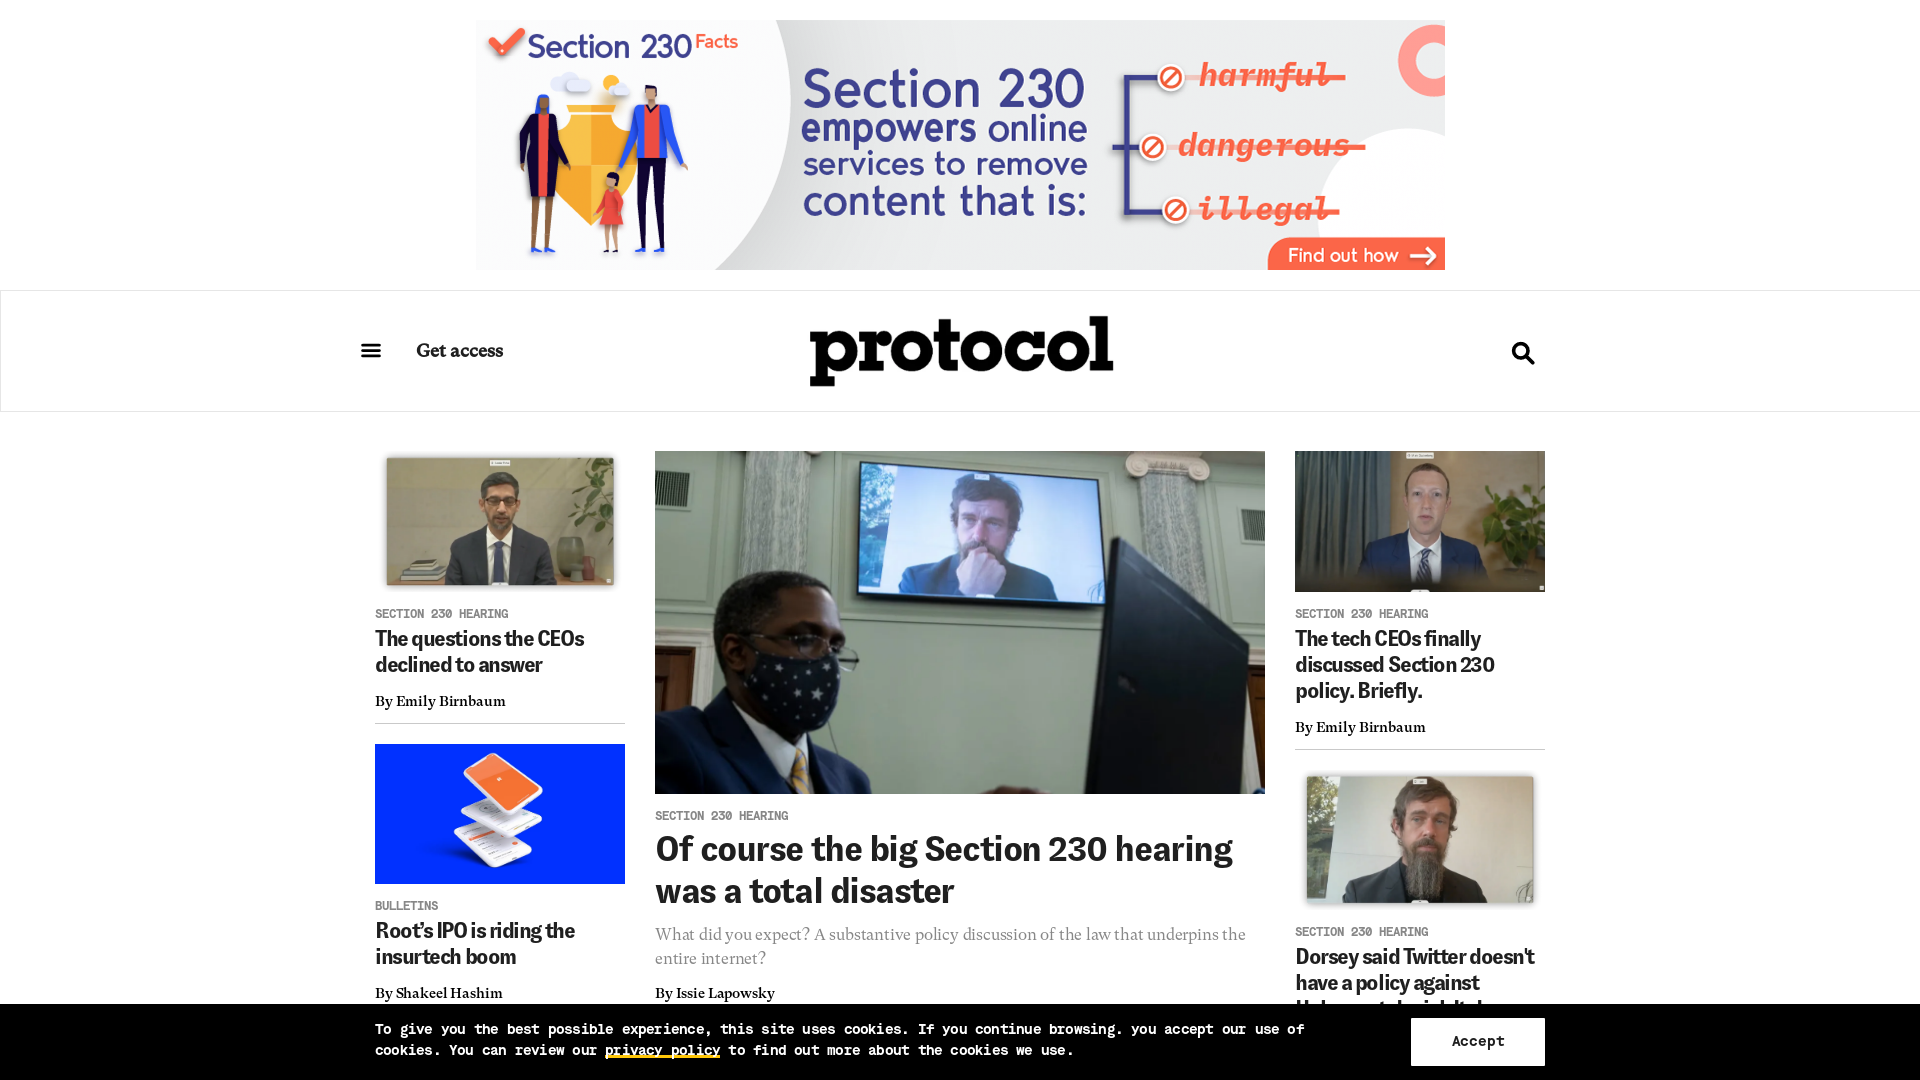 Section 230 Facts
Section 230
empowers online
services to remove
content that is:
harmful
dangerous
illegal
Find out how
Get access
protocol
SECTION 230 HEARING
The questions the CEOs
declined to answer
By Emily Birnbaum
BULLETINS
Root's IPO is riding the
insurtech boom
By Shakeel Hashim
SECTION 230 HEARING
Of course the big Section 230 hearing
was a total disaster
What did you expect? A substantive policy discussion of the law that underpins the
entire internet?
By Issie Lapowsky
SECTION 230 HEARING
The tech CEOs finally
discussed Section 230
policy. Briefly.
By Emily Birnbaum
SECTION 230 HEARING
Dorsey said Twitter doesn't
have a policy against
To give you the best possible experience, this site uses cookies. If you continue browsing. you accept our use of
cookies. You can review our privacy policy to find out more about the cookies we use.
Accept